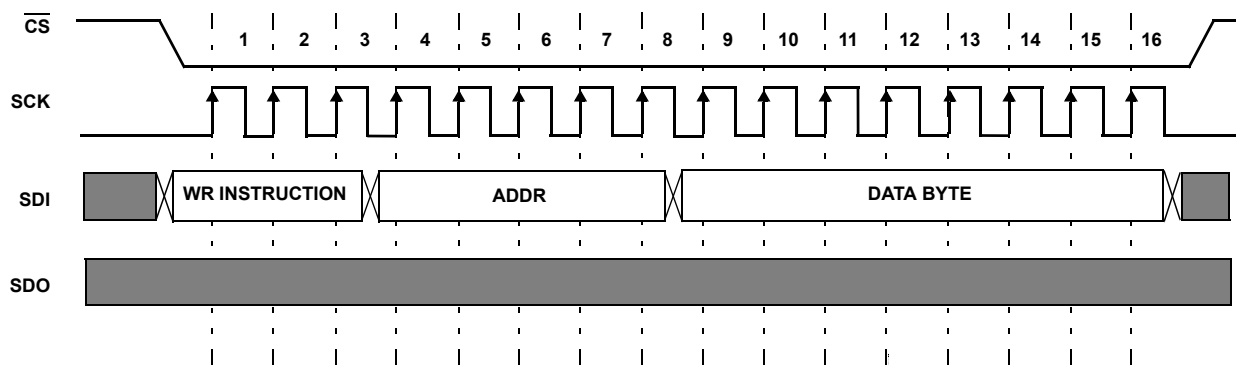 CS
1 2 3 4 5 6 7 8 9 10 11 12 13 14 15 16
SCK
SDI WR INSTRUCTION ADDR DATA BYTE
SDO